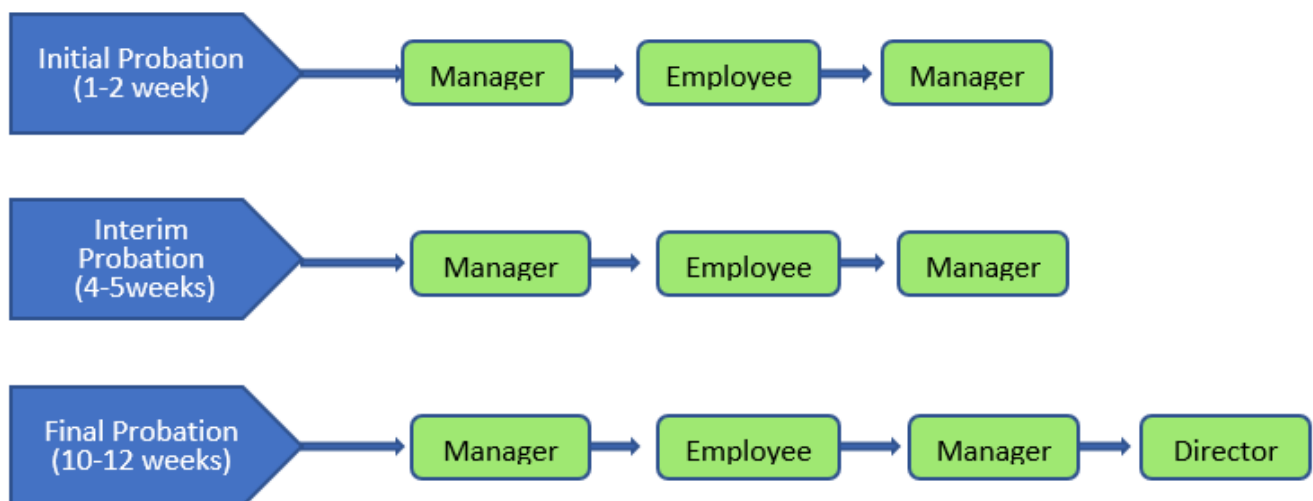 Initial Probation
(1-2 week)
Manager
Employee
Manager
Interim
Probation
(4-5weeks)
Manager
Employee
Manager
Final Probation
(10-12 weeks)
Manager
Employee
Manager
Director